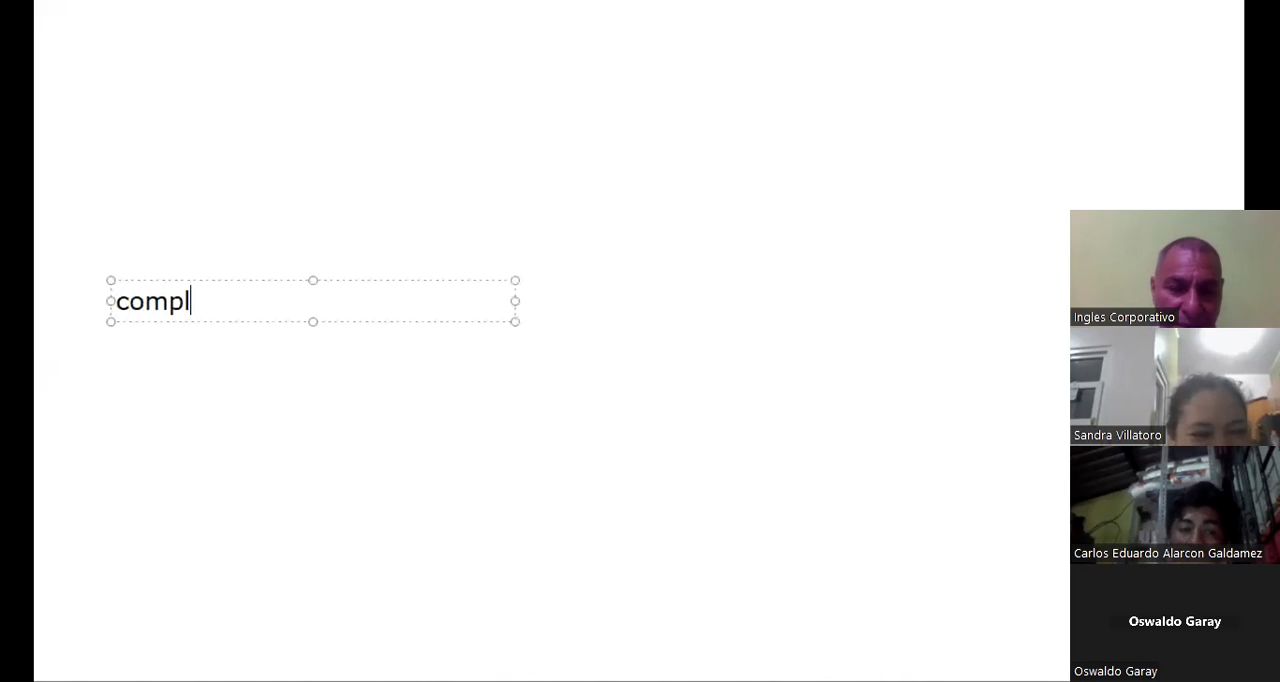 compl
Ingles Corporativo
Sandra Villatoro
Carlos Eduardo Alarcon Galdamez
Oswaldo Garay
Oswaldo Garay